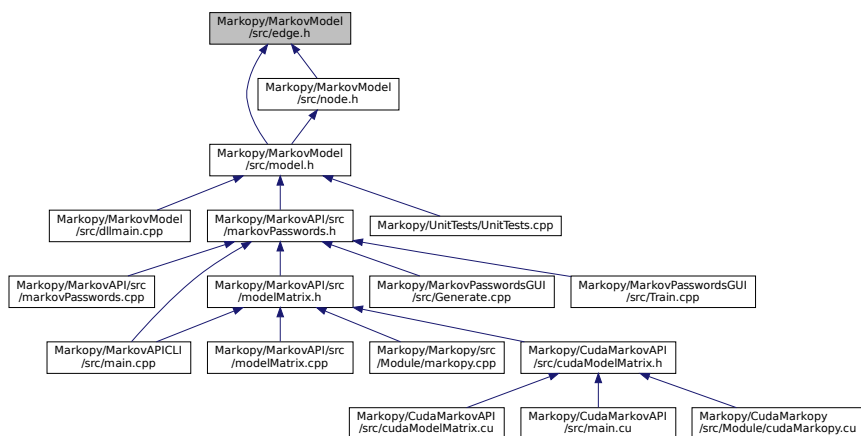 Markopy/MarkovModel
/src/edge.h
Markopy/MarkovModel
/src/node.h
Markopy/MarkovModel
/src/model.h
Markopy/MarkovModel
/src/dllmain.cpp
Markopy/MarkovAPI/src
/markovPasswords.h
Markopy/UnitTests/UnitTests.cpp
Markopy/MarkovAPI/src
/markovPasswords.cpp
Markopy/MarkovAPI/src
/modelMatrix.h
Markopy/MarkovPasswordsGUI
/src/Generate.cpp
Markopy/MarkovPasswordsGUI
/src/Train.cpp
Markopy/MarkovAPICLI
/src/main.cpp
Markopy/MarkovAPI/src
/modelMatrix.cpp
Markopy/Markopy/src
/Module/markopy.cpp
Markopy/CudaMarkovAPI
/src/cudaModelMatrix.h
Markopy/CudaMarkovAPI
/src/cudaModelMatrix.cu
Markopy/CudaMarkovAPI
/src/main.cu
Markopy/CudaMarkopy
/src/Module/cudaMarkopy.cu